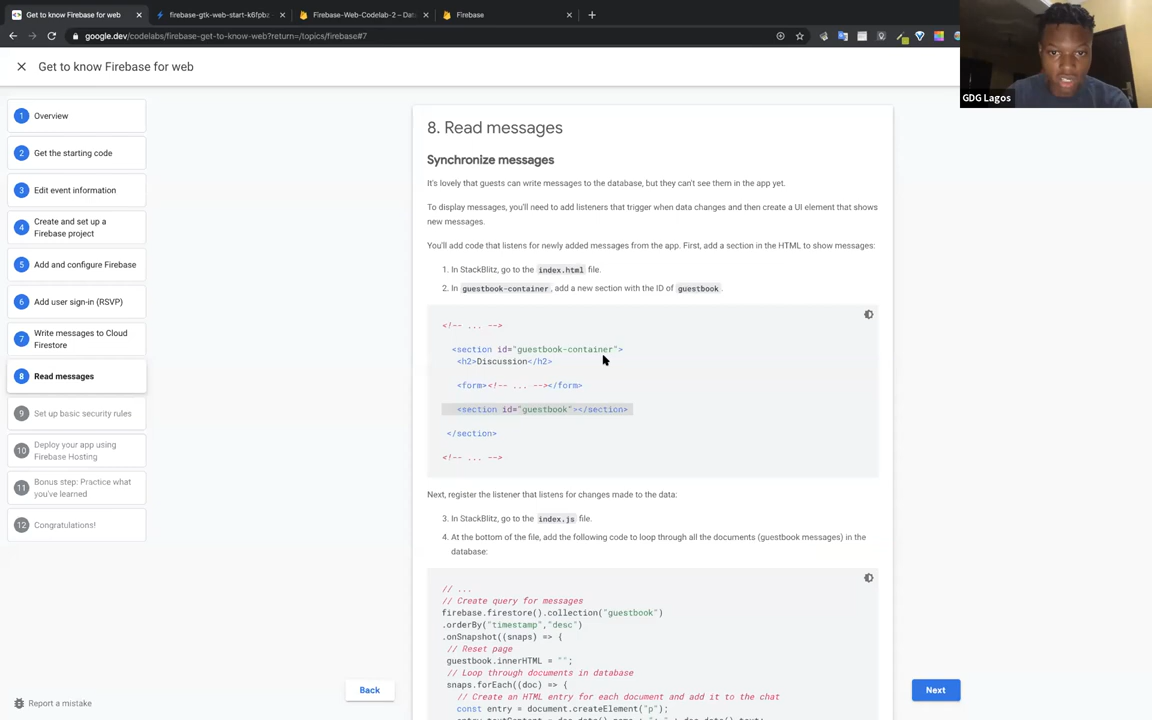 Get to know Firebase for web
firebase-gtk-web-start-k6fpbz
Firebase-Web-Codelab-2 – Dat
Firebase
google.dev/codelabs/firebase-get-to-know-web?return=/topics/firebase#7
Get to know Firebase for web
GDG Lagos
1 Overview
2 Get the starting code
3 Edit event information
4 Create and set up a
Firebase project
5 Add and configure Firebase
6 Add user sign-in (RSVP)
7 Write messages to Cloud
Firestore
8 Read messages
9 Set up basic security rules
10 Deploy your app using
Firebase Hosting
11 Bonus step: Practice what
you've learned
12 Congratulations!
Report a mistake
8. Read messages
Synchronize messages
It's lovely that guests can write messages to the database, but they can't see them in the app yet.
To display messages, you'll need to add listeners that trigger when data changes and then create a UI element that shows
new messages.
You'll add code that listens for newly added messages from the app. First, add a section in the HTML to show messages:
1. In StackBlitz, go to the index.html file.
2. In guestbook-container, add a new section with the ID of guestbook.
<!-- ... -->
<section id="guestbook-container">
<h2>Discussion</h2>
<form><!-- ... --></form>
<section id="guestbook"></section>
</section>
<!-- ... -->
Next, register the listener that listens for changes made to the data:
3. In StackBlitz, go to the index.js file.
4. At the bottom of the file, add the following code to loop through all the documents (guestbook messages) in the
database:
// ...
// Create query for messages
firebase.firestore().collection("guestbook")
.orderBy("timestamp","desc")
.onSnapshot((snaps) => {
// Reset page
guestbook.innerHTML = "";
// Loop through documents in database
snaps.forEach((doc) => {
// Create an HTML entry for each document and add it to the chat
const entry = document.createElement("p");
Back
Next